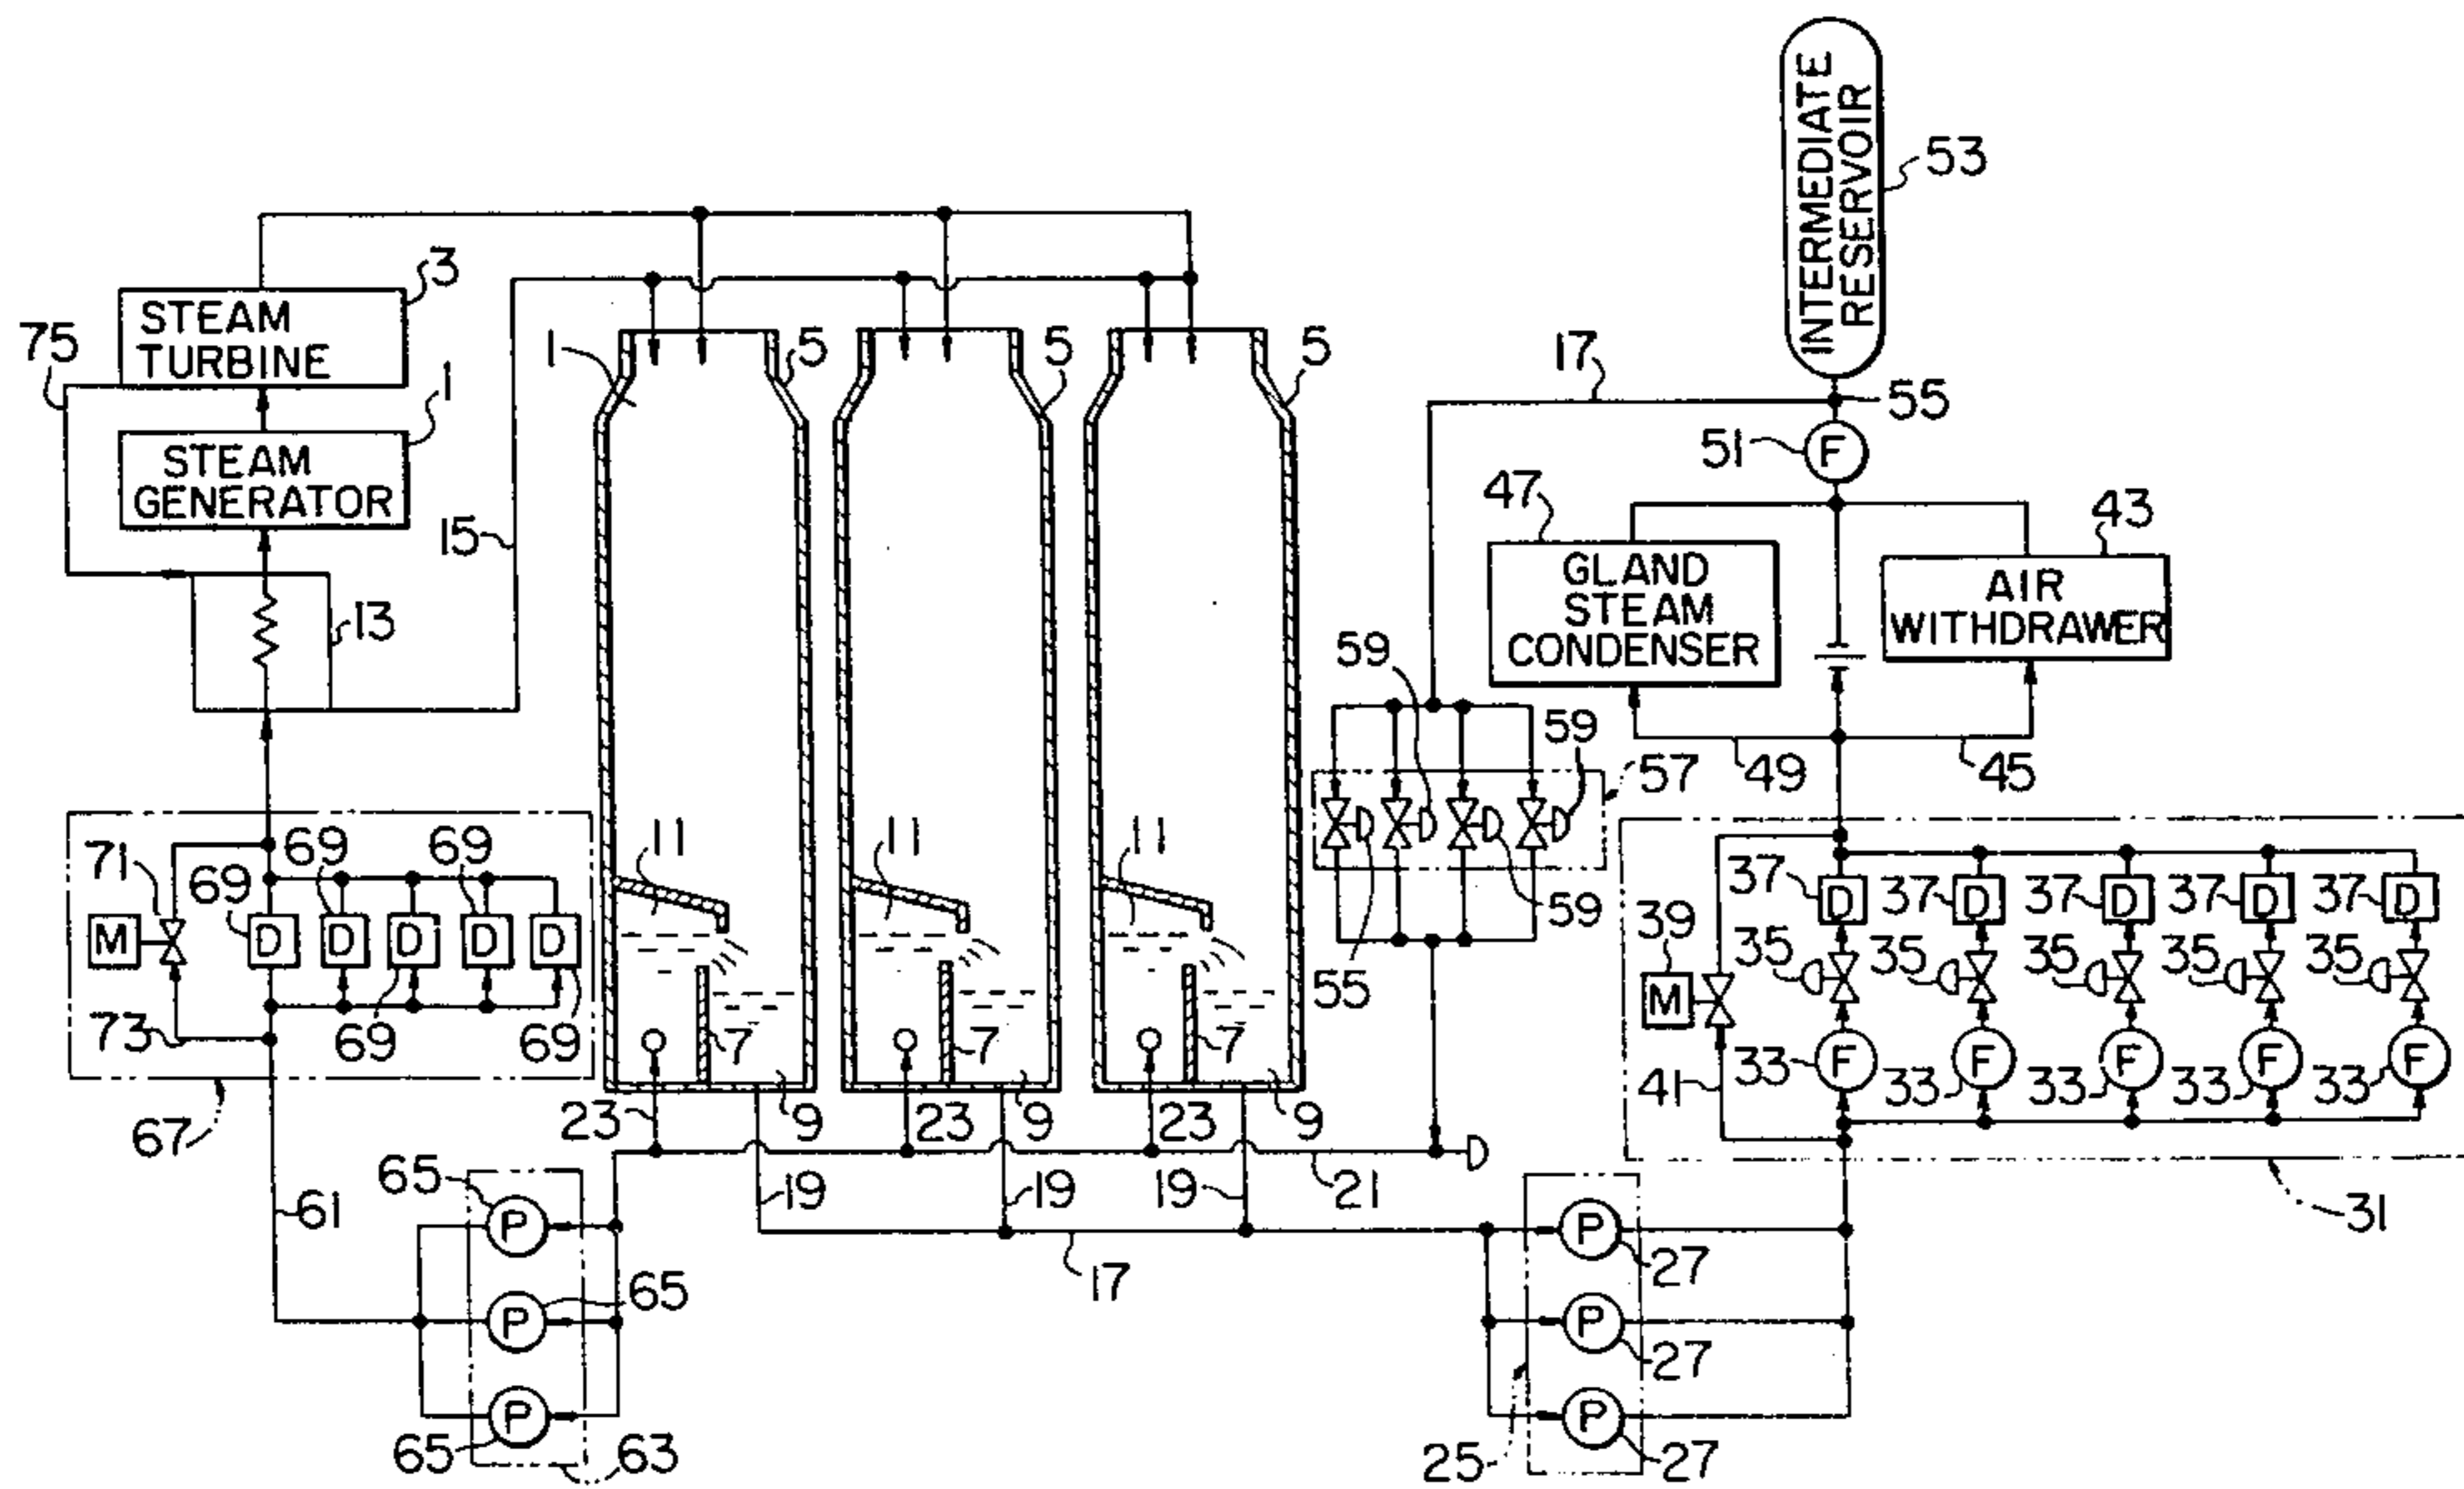 INTERMEDIATE
RESERVOIR
53
3
STEAM
TURBINE
75
1
STEAM
GENERATOR
15
13
1
5
5
5
17
55
51
F
47
43
GLAND
STEAM
CONDENSER
AIR
WITHDRAWER
59
59
57
49
45
71
69
69
69
M
D
D
D
D
D
73
69
69
67
11
11
11
7
7
7
23
9
23
9
23
9
55
59
37
37
37
37
37
D
D
D
D
D
39
35
35
35
35
35
M
41
33
33
33
33
33
F
F
F
F
F
31
61
65
P
65
P
P
65
63
19
19
19
21
17
P
27
P
27
P
27
25